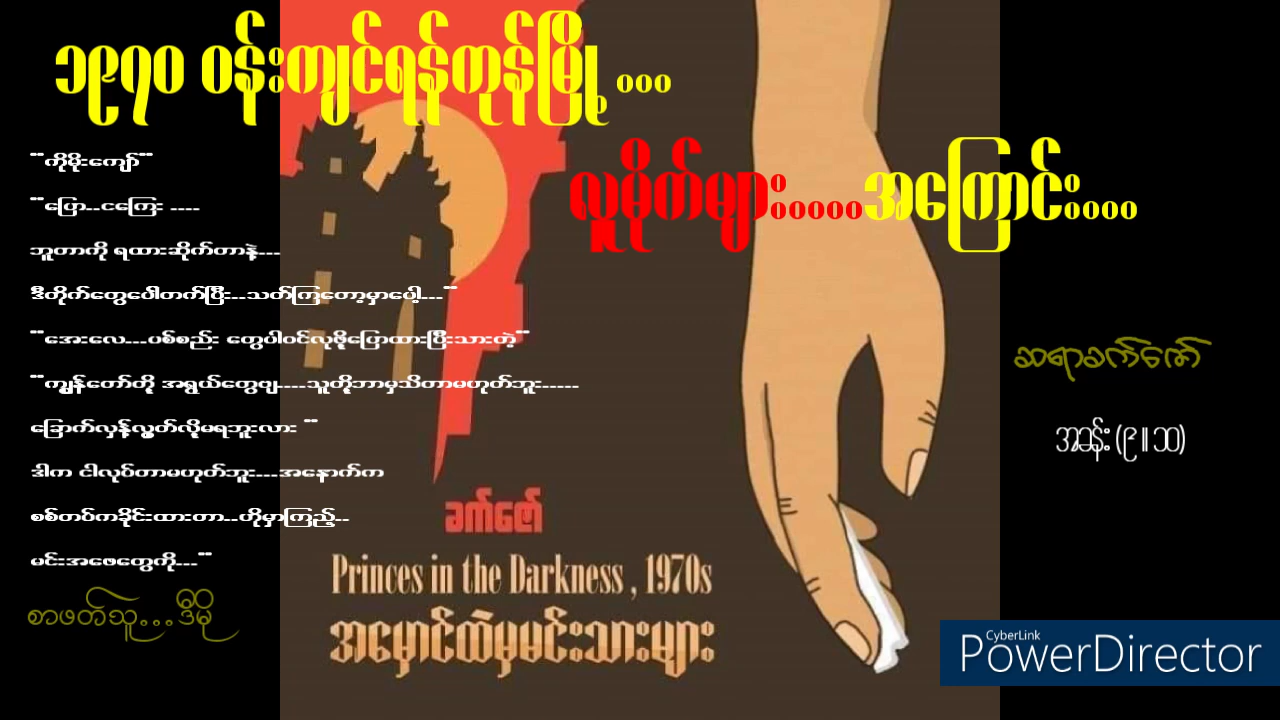 ၁၉၇၀ ဝန်းကျင်ရန်ကုန်မြို့ ...
လူမိုက်များ.....အကြောင်း....
"ကိုမိုးကျော်"
"ပြော..ငကြေး ----
ဘူတာကို ရထားဆိုက်တာနဲ့---
ဒီတိုက်တွေပေါ်တက်ပြီး--သတ်ကြတော့မှာပေါ့---"
"အေးလေ---ပစ်စည်း တွေပါဝင်လုဖို့ပြောထားပြီးသားတဲ့"
"ကျွန်တော်တို့ အရွယ်တွေဗျ----သူတို့ဘာမှသိတာမဟုတ်ဘူး-----
ခြောက်လှန့်လွှတ်လို့မရဘူးလား "
ဒါက ငါလုပ်တာမဟုတ်ဘူး---အနောက်က
စစ်တပ်ကခိုင်းထားတာ--ဟိုမှာကြည့်--
မင်းအဖေတွေကို---"
စာဖတ်သူ...ဒီမို
ဆရာခက်ဇော်
အခန်း (၉ ။ ၁၀)
ခက်ဇော်
Princes in the Darkness , 1970s
အမှောင်ထဲမှမင်းသားများ
CyberLink
PowerDirector